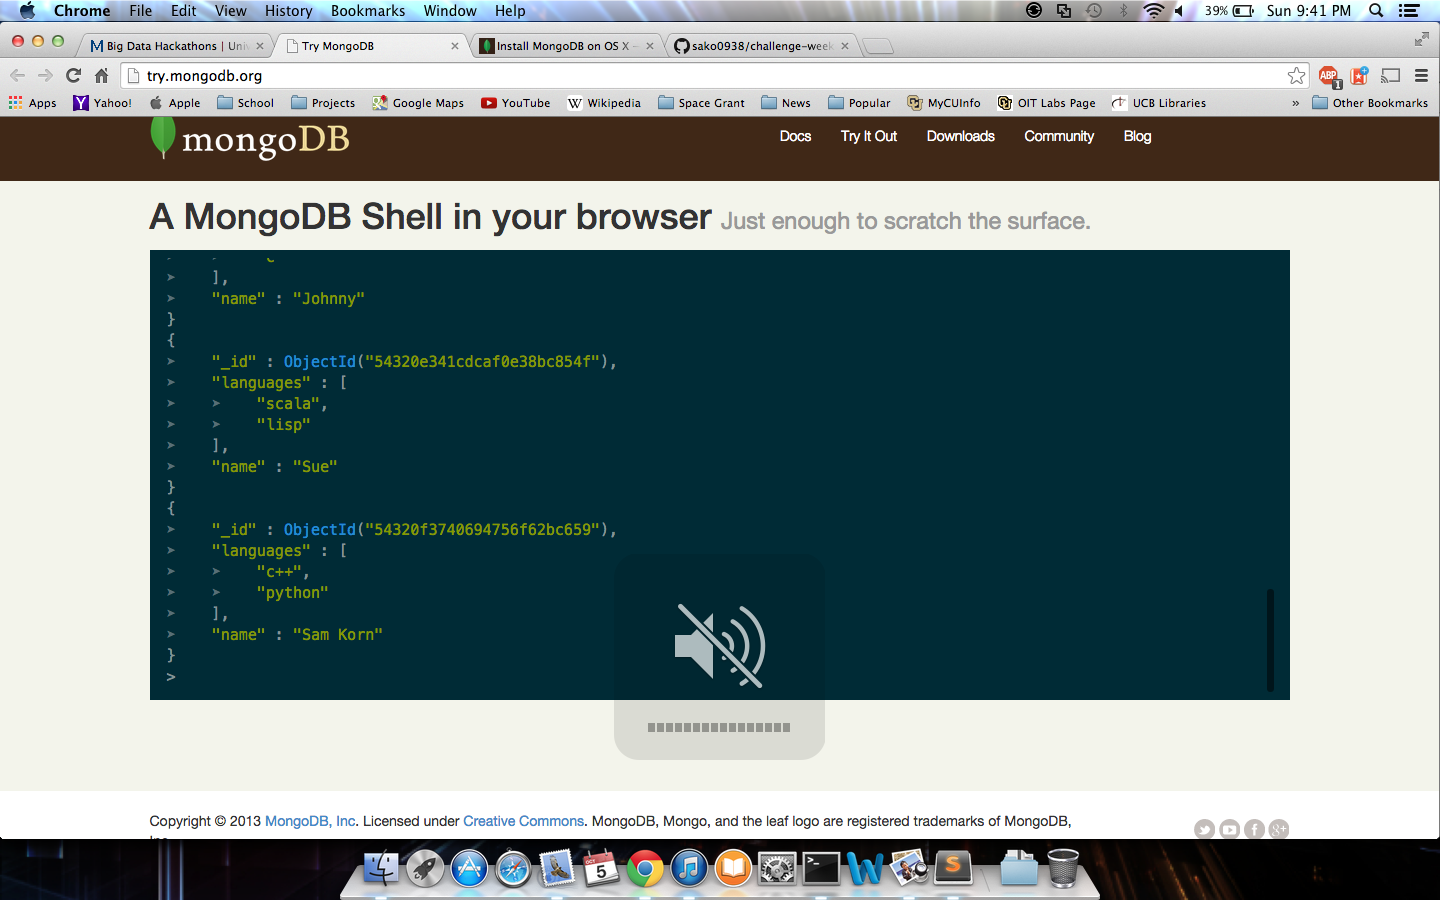 Chrome File Edit View History Bookmarks Window Help 39% Sun 9:41 PM
Big Data Hackathons | Uni Try MongoDB Install MongoDB on OS X sako0938/challenge-week
try.mongodb.org ABP 1
Apps Yahoo! Apple School Projects Google Maps YouTube Wikipedia Space Grant News Popular MyCUInfo OIT Labs Page UCB Libraries » Other Bookmarks
mongoDB Docs Try It Out Downloads Community Blog
A MongoDB Shell in your browser Just enough to scratch the surface.
],
"name" : "Johnny"
}
{
"_id" : ObjectId("54320e341cdcaf0e38bc854f"),
"languages" : [
"scala",
"lisp"
],
"name" : "Sue"
}
{
"_id" : ObjectId("54320f3740694756f62bc659"),
"languages" : [
"c++",
"python"
],
"name" : "Sam Korn"
}
>
Copyright © 2013 MongoDB, Inc. Licensed under Creative Commons. MongoDB, Mongo, and the leaf logo are registered trademarks of MongoDB,
OCT
5